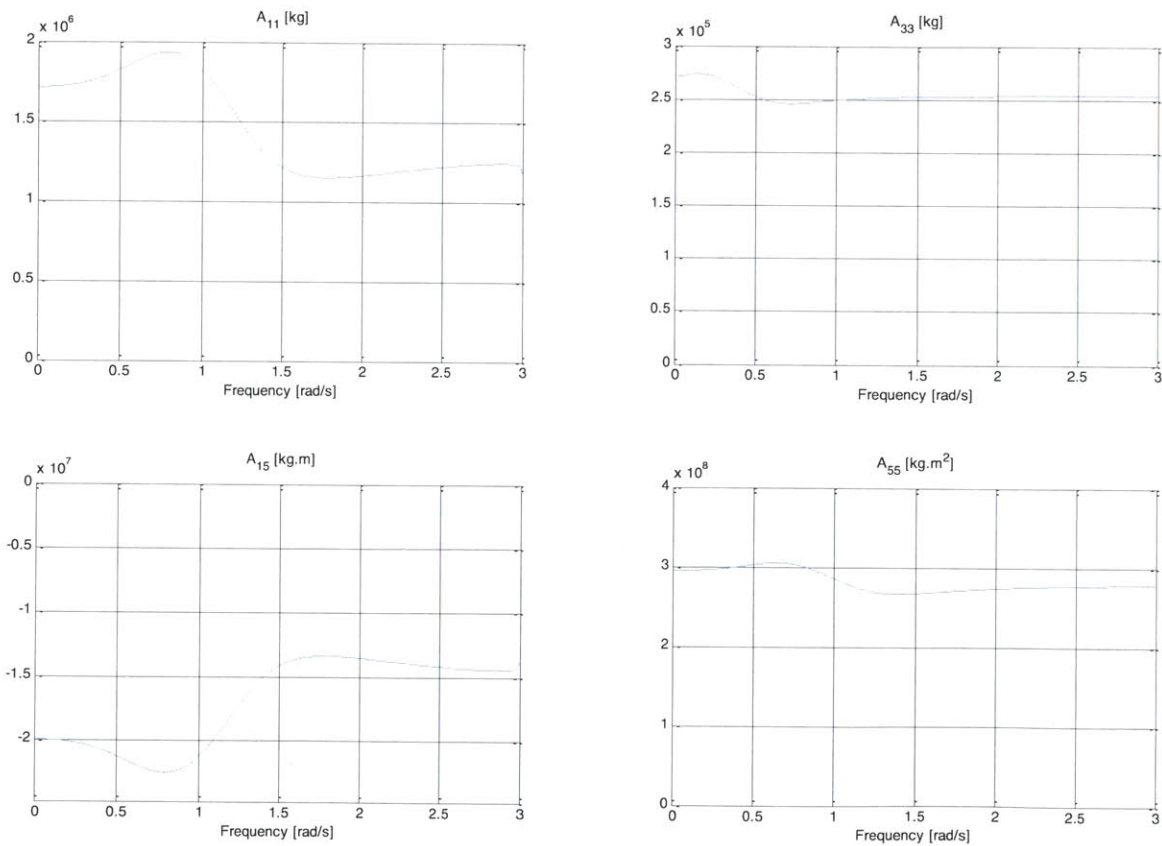 A11 [kg]
x 10^6
2
1.5
1
0.5
0
0 0.5 1 1.5 2 2.5 3
Frequency [rad/s]
A33 [kg]
x 10^5
3
2.5
2
1.5
1
0.5
0
0 0.5 1 1.5 2 2.5 3
Frequency [rad/s]
A15 [kg.m]
x 10^7
0
-0.5
-1
-1.5
-2
0 0.5 1 1.5 2 2.5 3
Frequency [rad/s]
A55 [kg.m^2]
x 10^8
4
3
2
1
0
0 0.5 1 1.5 2 2.5 3
Frequency [rad/s]